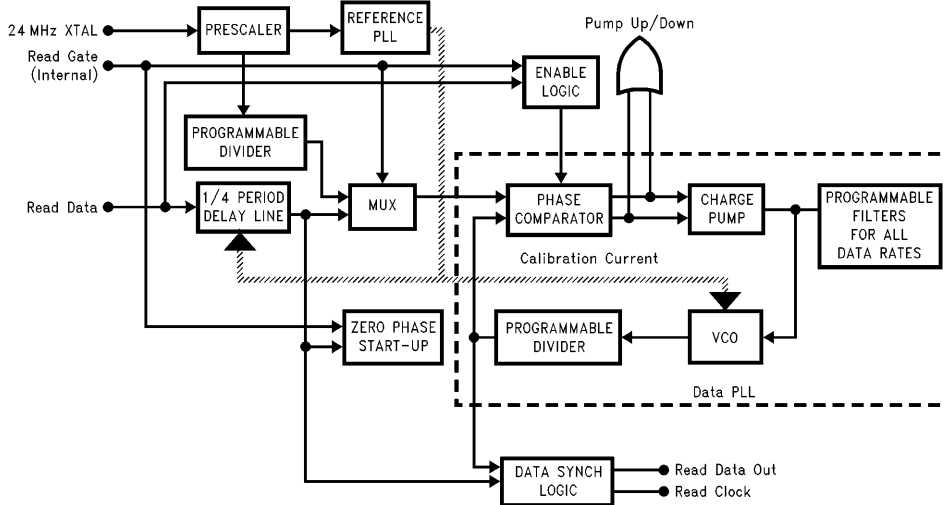 Pump Up/Down
24 MHz XTAL
PRESCALER
REFERENCE
PLL
Read Gate
(Internal)
ENABLE
LOGIC
PROGRAMMABLE
DIVIDER
Read Data
1/4 PERIOD
DELAY LINE
MUX
PHASE
COMPARATOR
CHARGE
PUMP
PROGRAMMABLE
FILTERS
FOR ALL
DATA RATES
Calibration Current
ZERO PHASE
START-UP
PROGRAMMABLE
DIVIDER
VCO
Data PLL
DATA SYNCH
LOGIC
Read Data Out
Read Clock